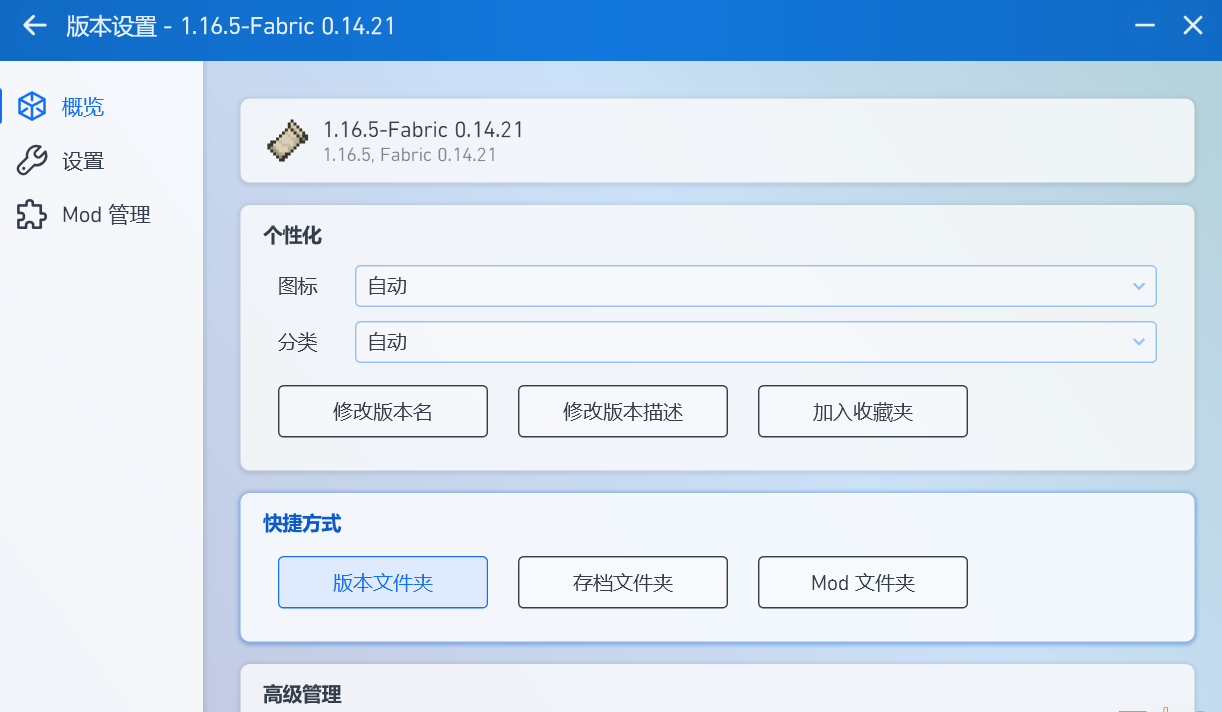 版本设置 - 1.16.5-Fabric 0.14.21
概览
设置
Mod 管理
1.16.5-Fabric 0.14.21
1.16.5, Fabric 0.14.21
个性化
图标 自动
分类 自动
修改版本名 修改版本描述 加入收藏夹
快捷方式
版本文件夹 存档文件夹 Mod 文件夹
高级管理